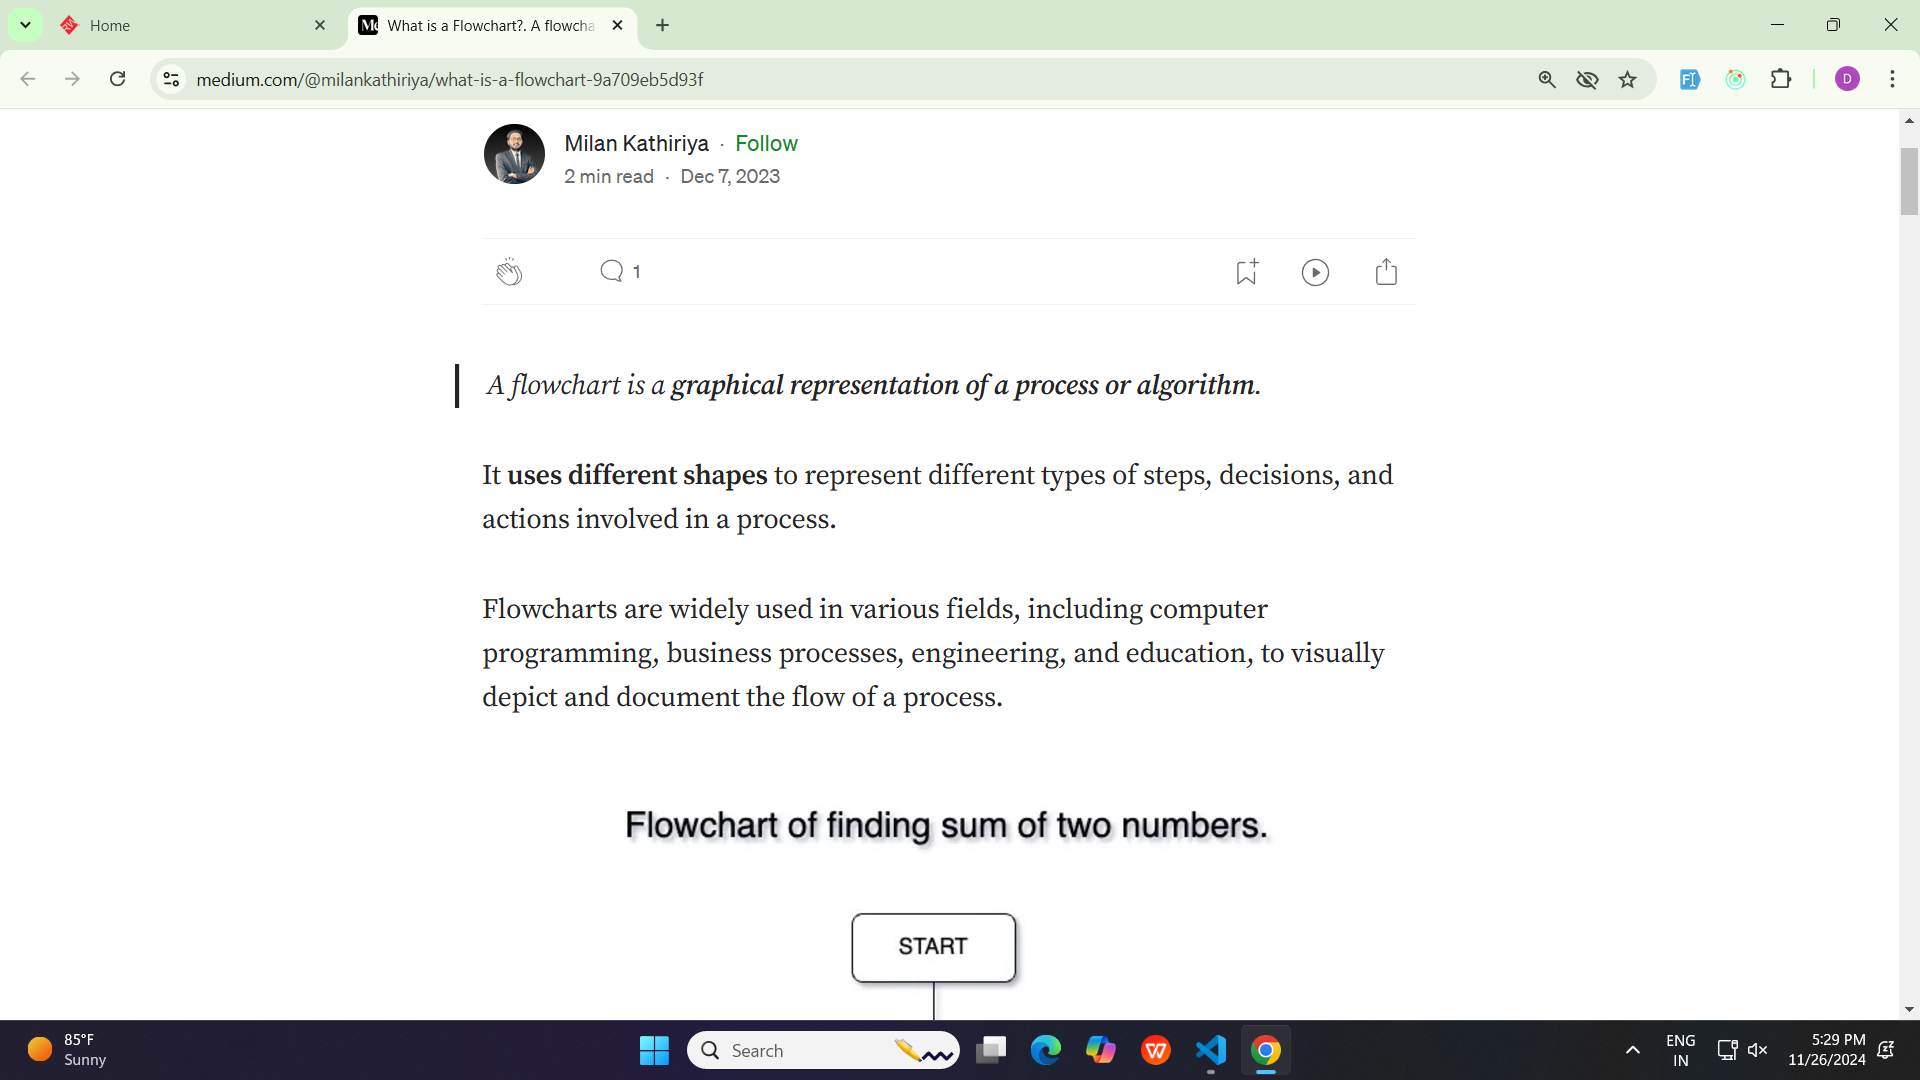 Home
What is a Flowchart?. A flowcha
medium.com/@milankathiriya/what-is-a-flowchart-9a709eb5d93f
D
Milan Kathiriya · Follow
2 min read · Dec 7, 2023
1
A flowchart is a graphical representation of a process or algorithm.
It uses different shapes to represent different types of steps, decisions, and
actions involved in a process.
Flowcharts are widely used in various fields, including computer
programming, business processes, engineering, and education, to visually
depict and document the flow of a process.
Flowchart of finding sum of two numbers.
START
85°F
Sunny
Search
ENG
IN
5:29 PM
11/26/2024